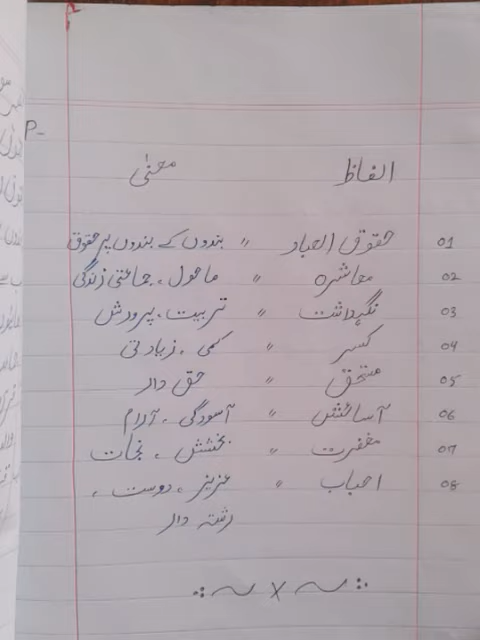 P-
الفاظ معنٰی
01 حقوق العباد " بندوں کے بندوں پر حقوق
02 معاشرہ " ماحول، جماعتی زندگی
03 نگہداشت " تربیت، پرورش
04 کسر " کمی، زیادتی
05 مستحق " حق دار
06 آسائش " آسودگی، آرام
07 مغفرت " بخشش، نجات
08 احباب " عزیز، دوست،
رشتہ دار